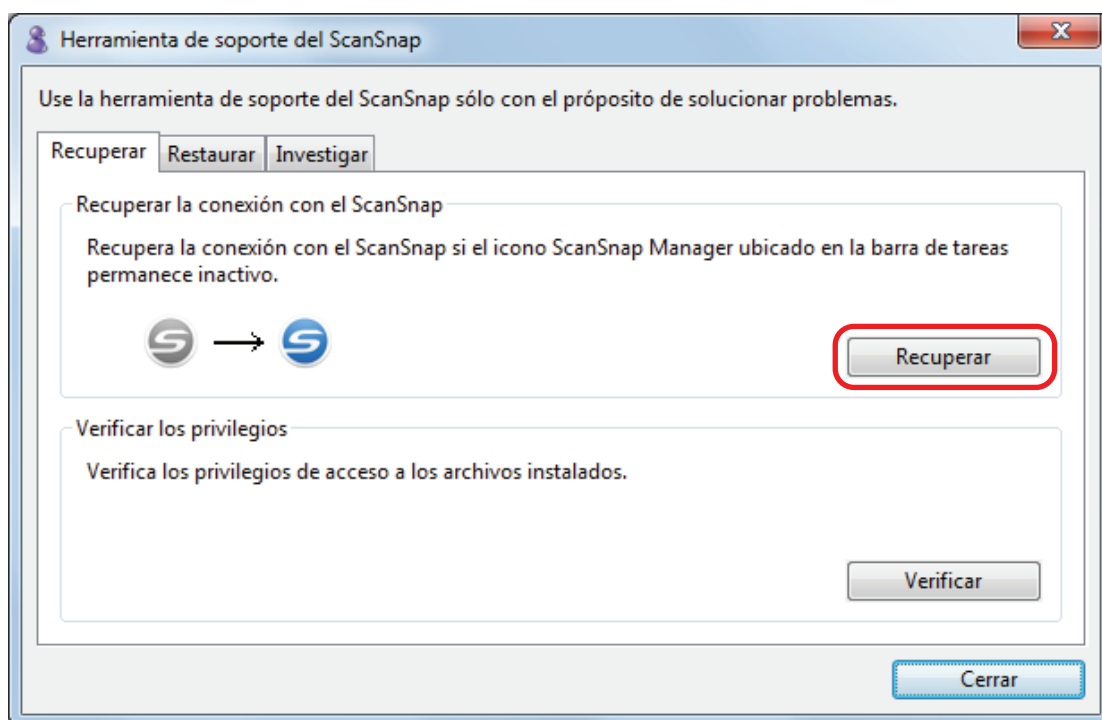 Herramienta de soporte del ScanSnap
Use la herramienta de soporte del ScanSnap sólo con el próposito de solucionar problemas.
Recuperar Restaurar Investigar
Recuperar la conexión con el ScanSnap
Recupera la conexión con el ScanSnap si el icono ScanSnap Manager ubicado en la barra de tareas
permanece inactivo.
Recuperar
Verificar los privilegios
Verifica los privilegios de acceso a los archivos instalados.
Verificar
Cerrar